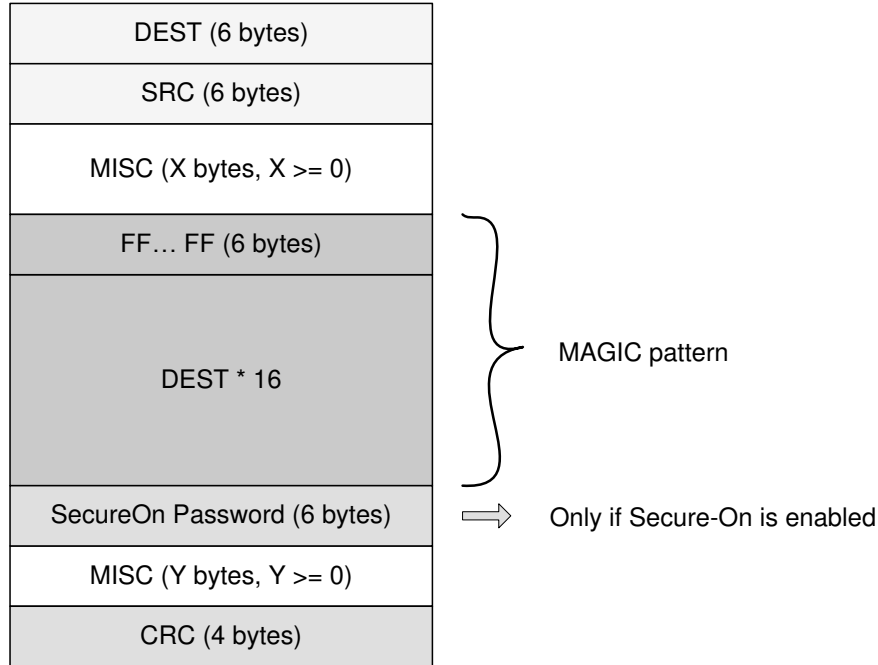 DEST (6 bytes)
SRC (6 bytes)
MISC (X bytes, X >= 0)
FF… FF (6 bytes)
DEST * 16
MAGIC pattern
SecureOn Password (6 bytes)
Only if Secure-On is enabled
MISC (Y bytes, Y >= 0)
CRC (4 bytes)